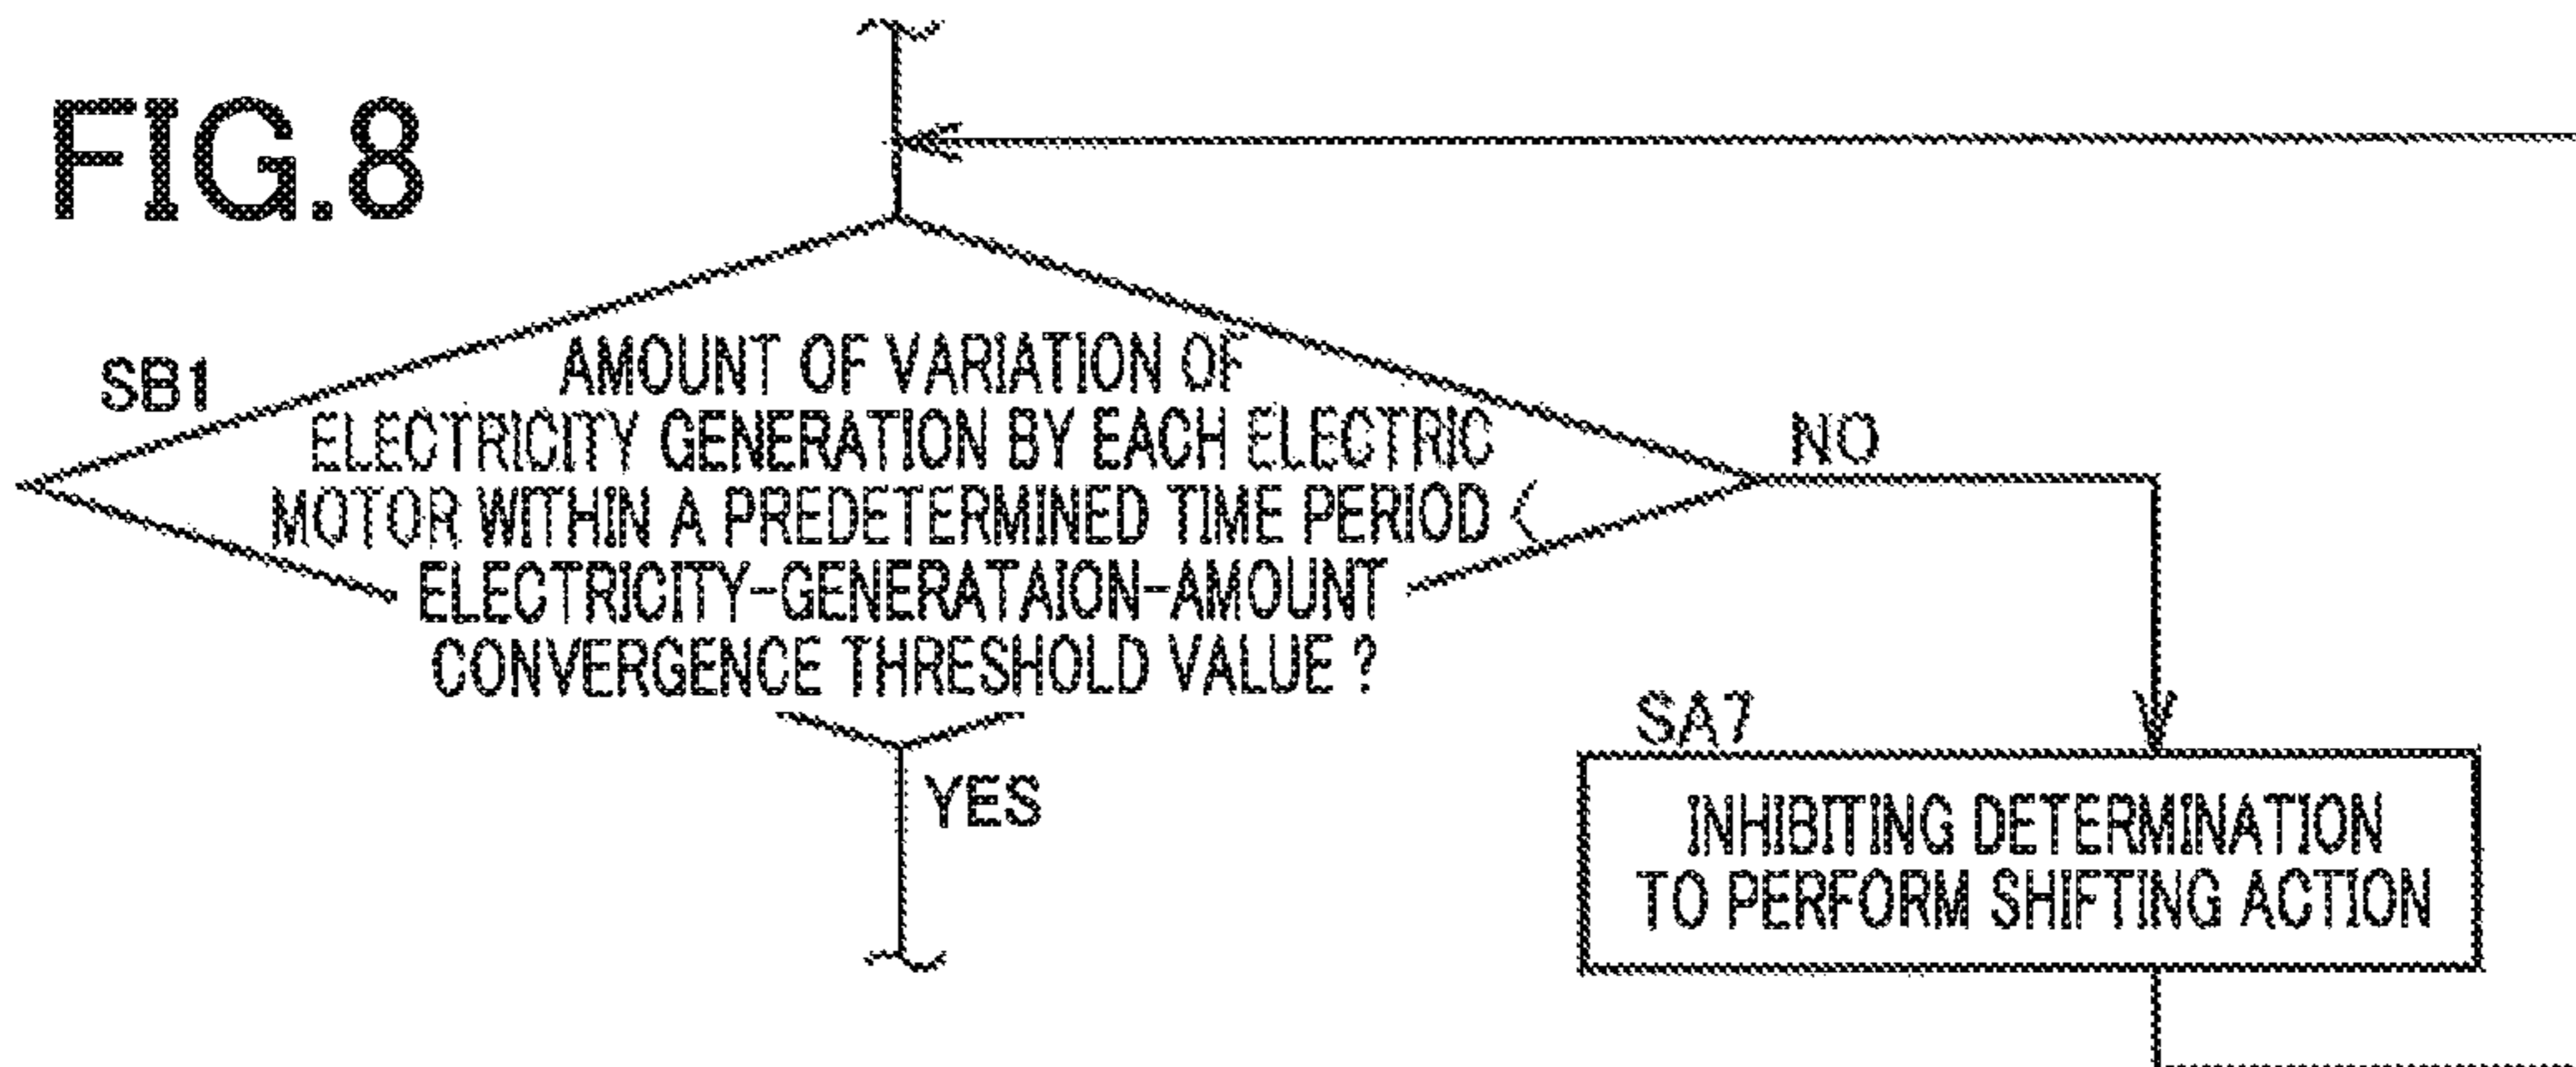 FIG.8
SB1
AMOUNT OF VARIATION OF
ELECTRICITY GENERATION BY EACH ELECTRIC
MOTOR WITHIN A PREDETERMINED TIME PERIOD <
ELECTRICITY-GENERATAION-AMOUNT
CONVERGENCE THRESHOLD VALUE ?
NO
YES
SA7
INHIBITING DETERMINATION
TO PERFORM SHIFTING ACTION